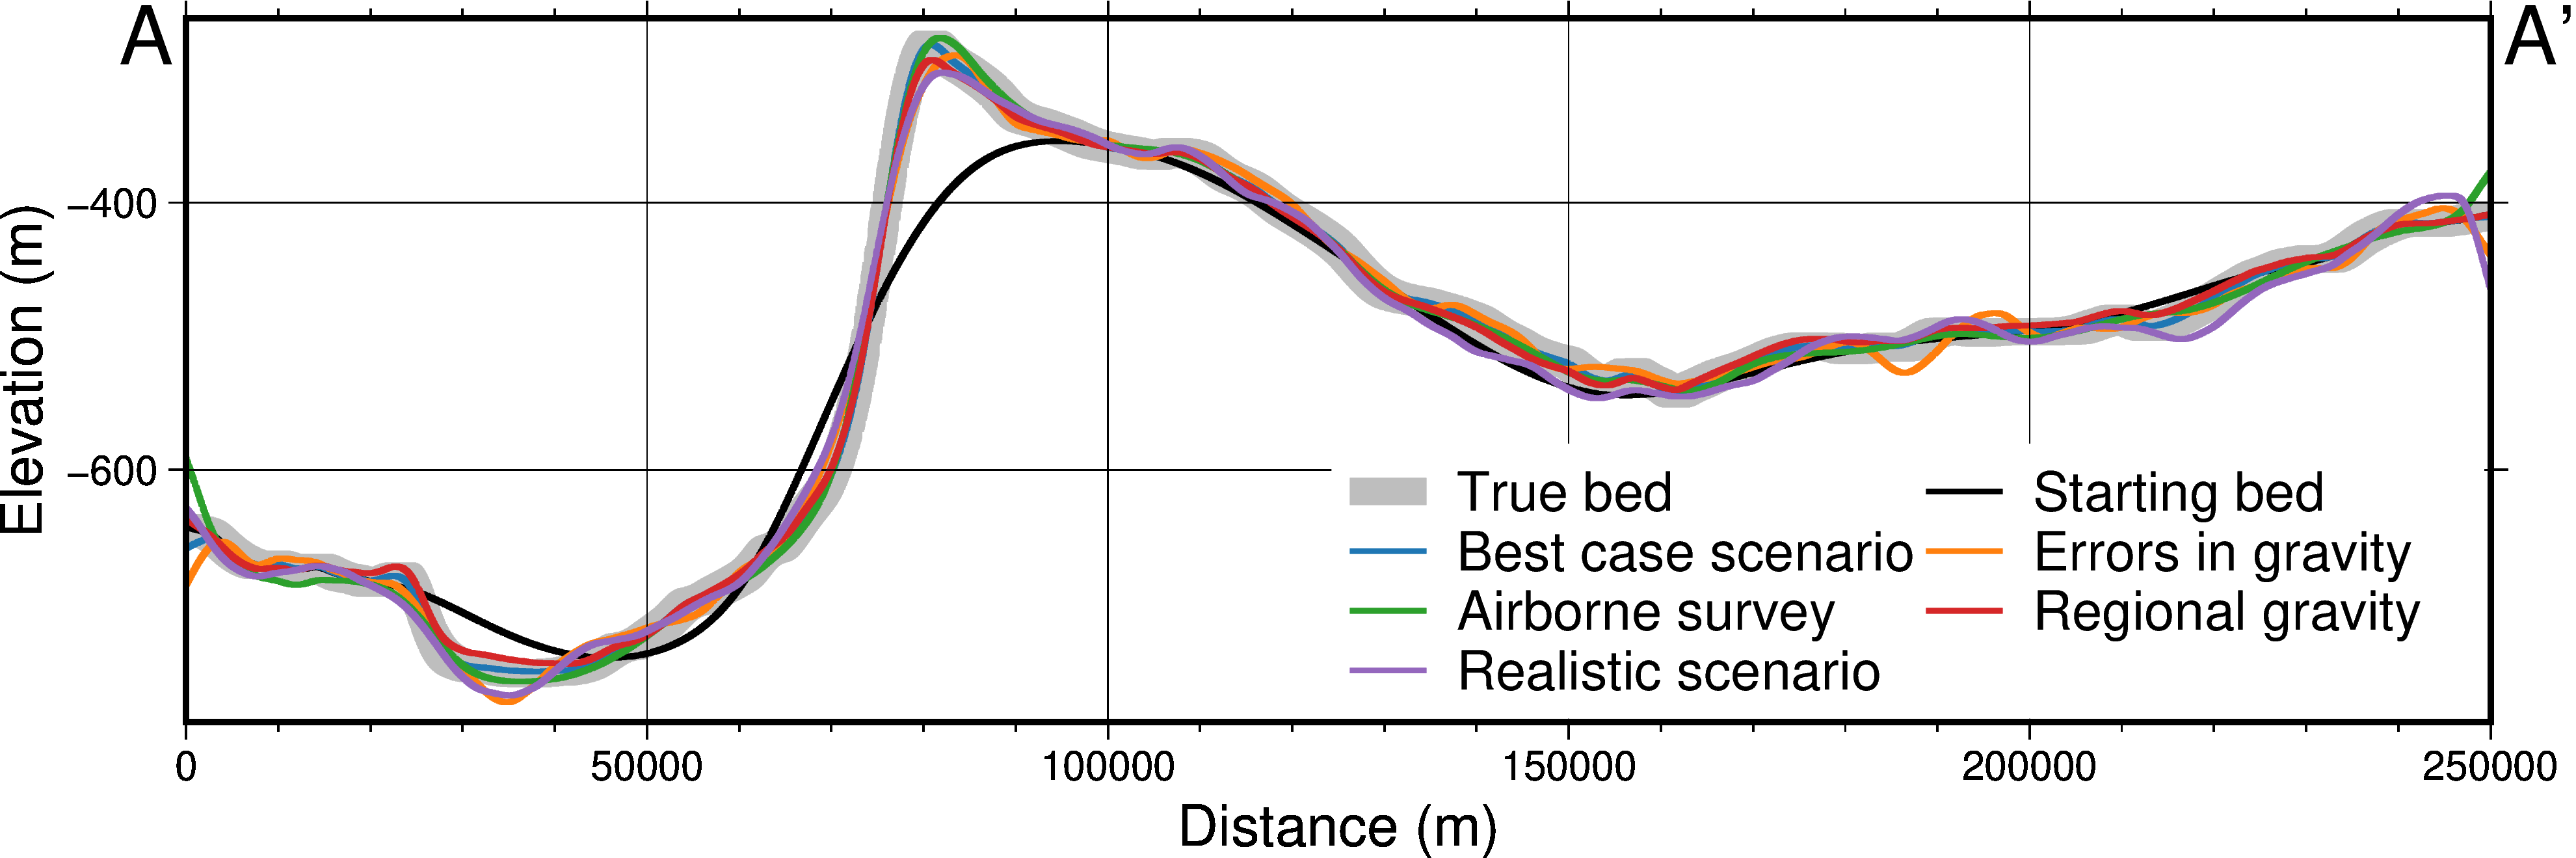 A A’
Elevation (m)
−400
−600
True bed Starting bed
Best case scenario Errors in gravity
Airborne survey Regional gravity
Realistic scenario
0 50000 100000 150000 200000 250000
Distance (m)